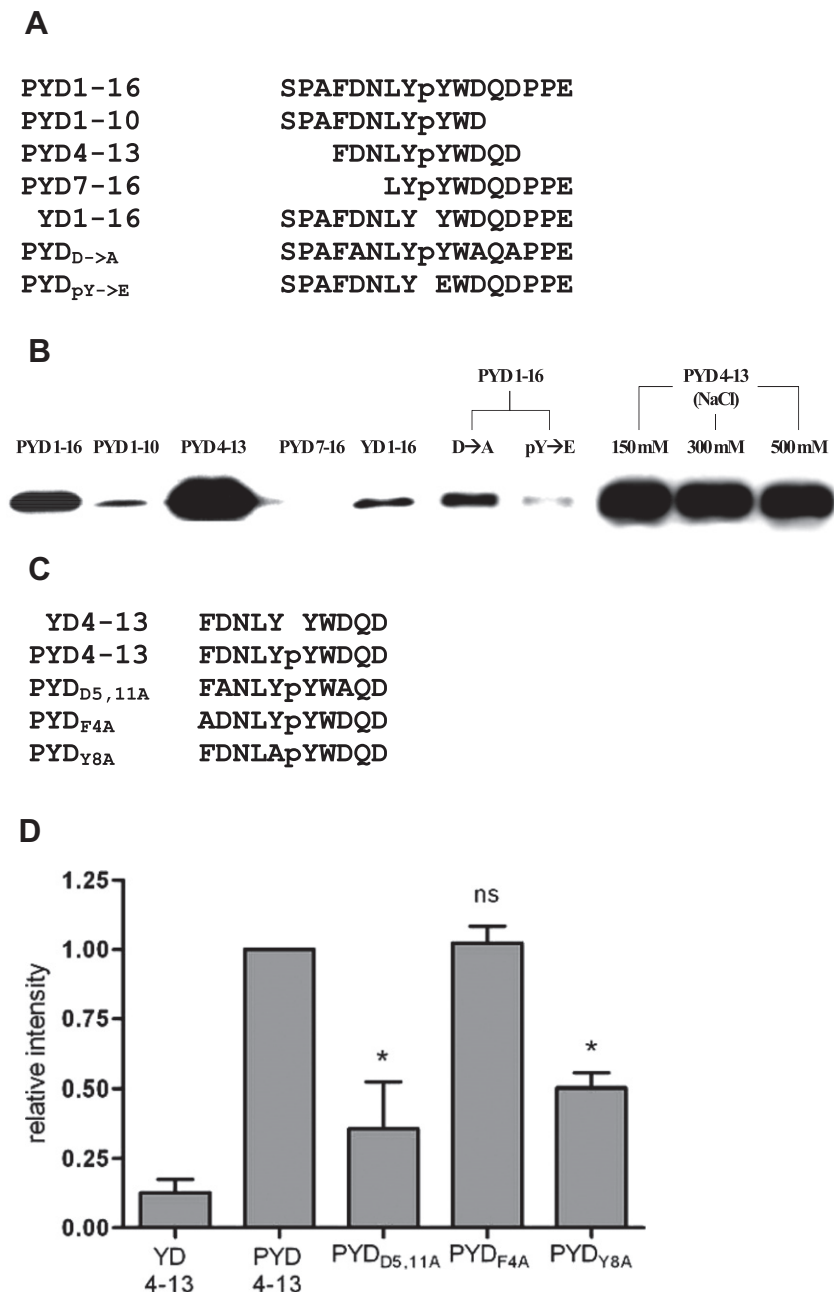 A
PYD1-16 SPAFDNLYpYWDQDPPE
PYD1-10 SPAFDNLYpYWD
PYD4-13 FDNLYpYWDQD
PYD7-16 LYpYWDQDPPE
YD1-16 SPAFDNLY YWDQDPPE
PYDD->A SPAFANLYpYWAQAPPE
PYDpY->E SPAFDNLY EWDQDPPE
B
PYD 1-16 PYD 4-13
(NaCl)
PYD 1-16 PYD 1-10 PYD 4-13 PYD 7-16 YD 1-16 D→A pY→E 150 mM 300 mM 500 mM
C
YD4-13 FDNLY YWDQD
PYD4-13 FDNLYpYWDQD
PYDD5,11A FANLYpYWAQD
PYDF4A ADNLYpYWDQD
PYDY8A FDNLApYWDQD
D
relative intensity
1.25
1.00
0.75
0.50
0.25
0.00
* ns *
YD PYD PYDD5,11A PYDF4A PYDY8A
4-13 4-13